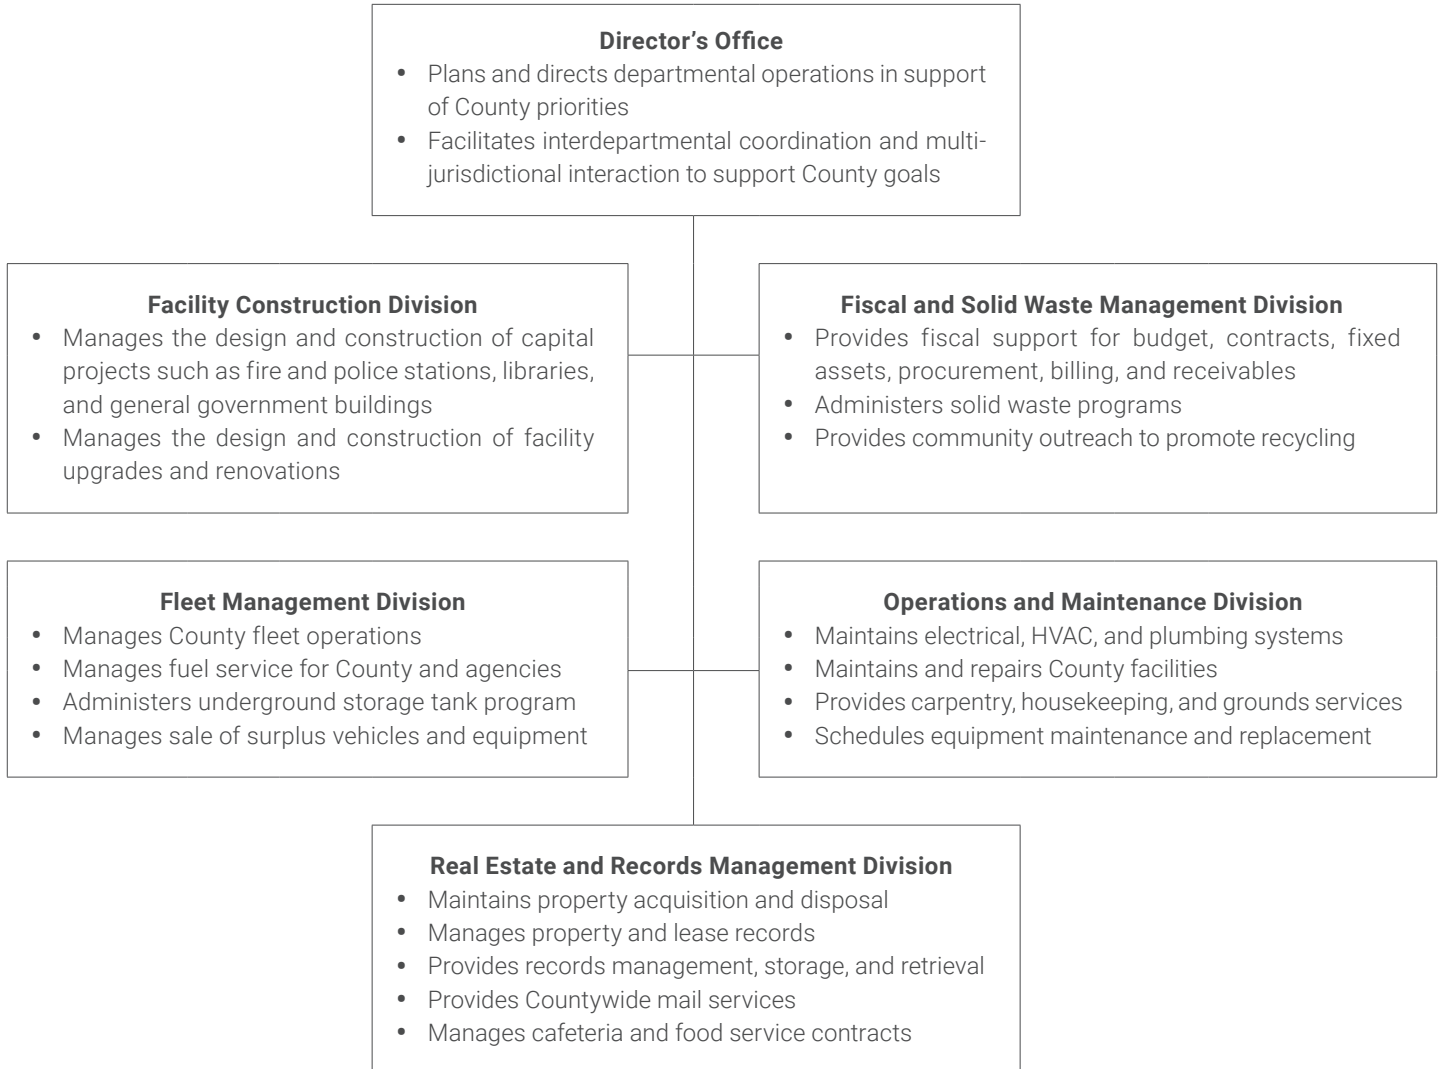 Director’s Office
• Plans and directs departmental operations in support
of County priorities
• Facilitates interdepartmental coordination and multi-
jurisdictional interaction to support County goals
Facility Construction Division
• Manages the design and construction of capital
projects such as fire and police stations, libraries,
and general government buildings
• Manages the design and construction of facility
upgrades and renovations
Fiscal and Solid Waste Management Division
• Provides fiscal support for budget, contracts, fixed
assets, procurement, billing, and receivables
• Administers solid waste programs
• Provides community outreach to promote recycling
Fleet Management Division
• Manages County fleet operations
• Manages fuel service for County and agencies
• Administers underground storage tank program
• Manages sale of surplus vehicles and equipment
Operations and Maintenance Division
• Maintains electrical, HVAC, and plumbing systems
• Maintains and repairs County facilities
• Provides carpentry, housekeeping, and grounds services
• Schedules equipment maintenance and replacement
Real Estate and Records Management Division
• Maintains property acquisition and disposal
• Manages property and lease records
• Provides records management, storage, and retrieval
• Provides Countywide mail services
• Manages cafeteria and food service contracts